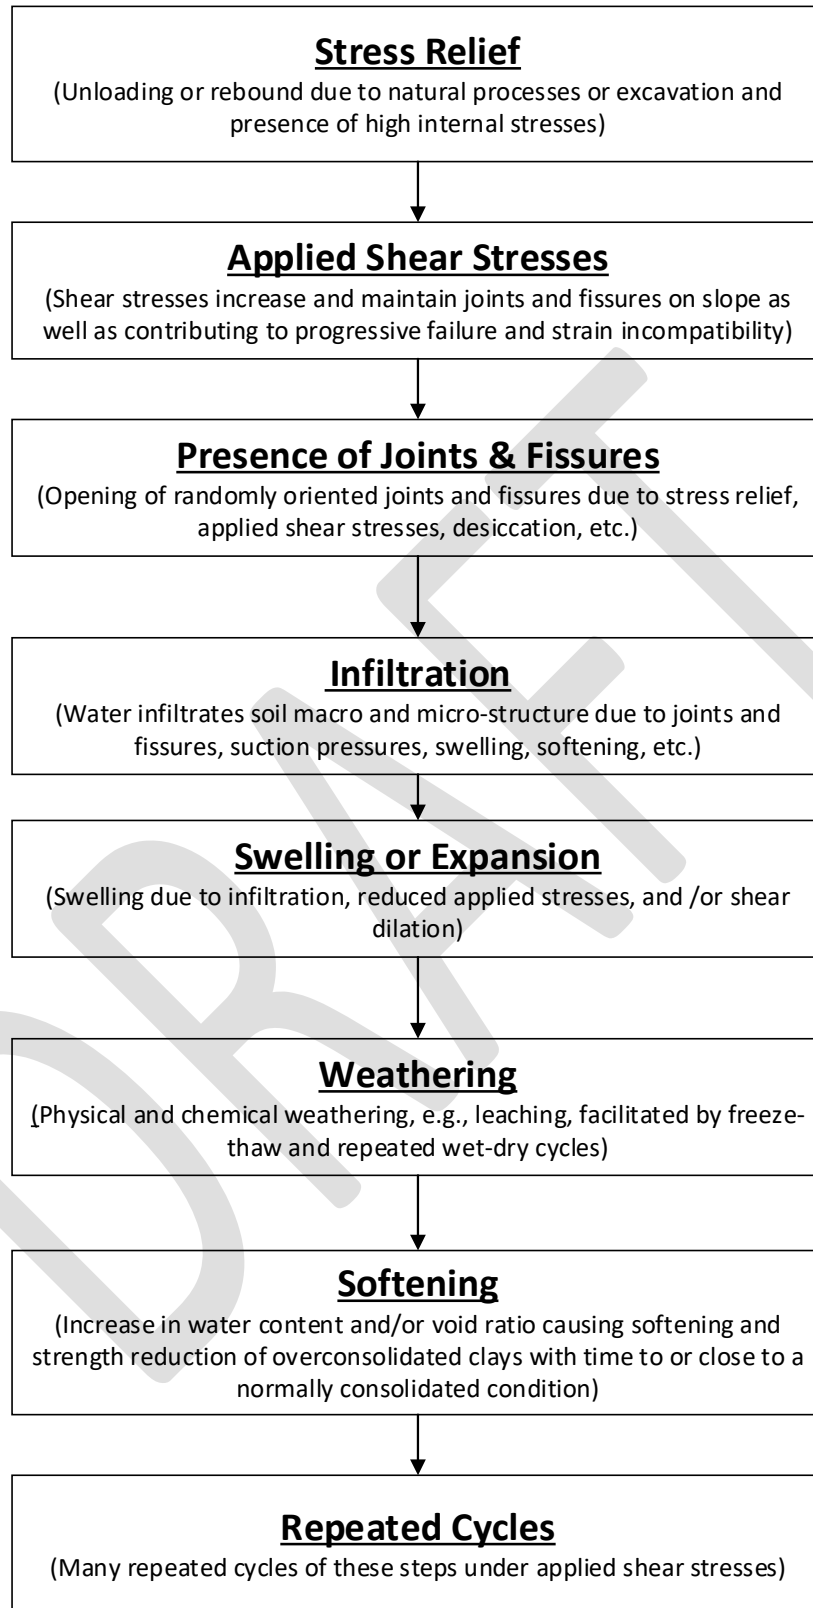 Stress Relief
(Unloading or rebound due to natural processes or excavation and
presence of high internal stresses)
Applied Shear Stresses
(Shear stresses increase and maintain joints and fissures on slope as
well as contributing to progressive failure and strain incompatibility)
Presence of Joints & Fissures
(Opening of randomly oriented joints and fissures due to stress relief,
applied shear stresses, desiccation, etc.)
Infiltration
(Water infiltrates soil macro and micro-structure due to joints and
fissures, suction pressures, swelling, softening, etc.)
Swelling or Expansion
(Swelling due to infiltration, reduced applied stresses, and /or shear
dilation)
Weathering
(Physical and chemical weathering, e.g., leaching, facilitated by freeze-
thaw and repeated wet-dry cycles)
Softening
(Increase in water content and/or void ratio causing softening and
strength reduction of overconsolidated clays with time to or close to a
normally consolidated condition)
Repeated Cycles
(Many repeated cycles of these steps under applied shear stresses)
DRAFT